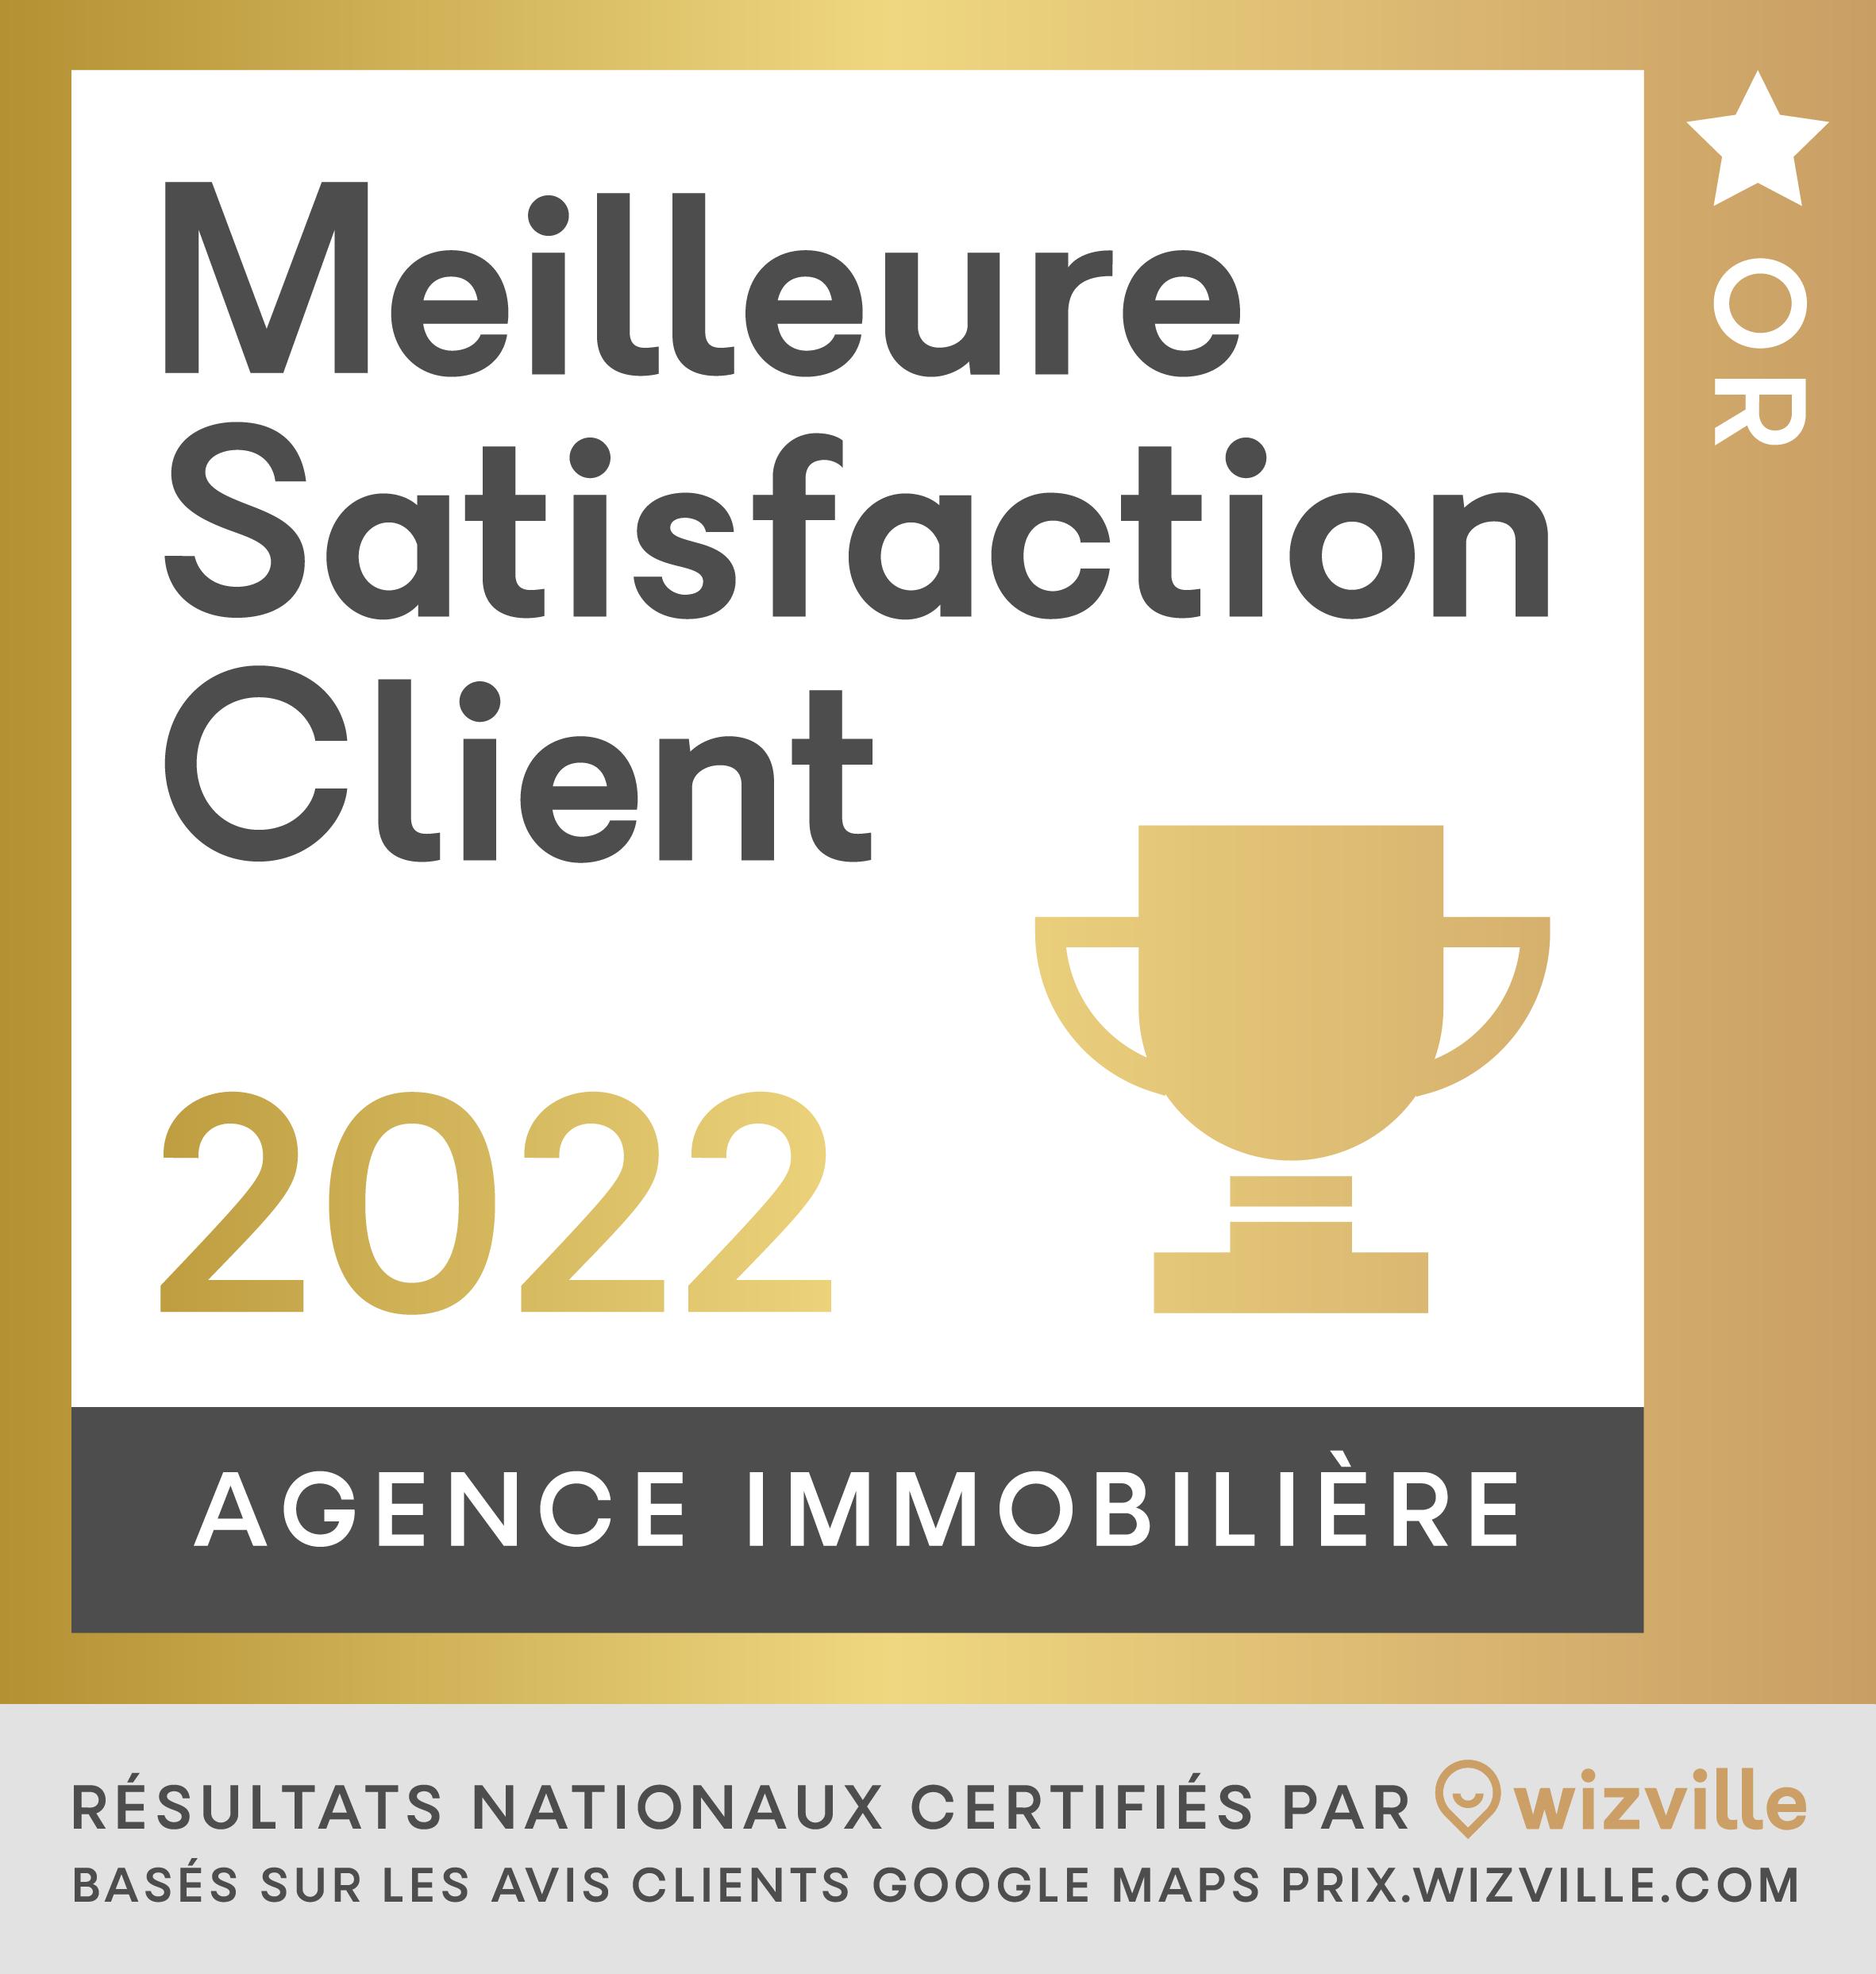 Meilleure
Satisfaction
Client
OR
2022
AGENCE IMMOBILIÈRE
RÉSULTATS NATIONAUX CERTIFIÉS PAR wizville
BASÉS SUR LES AVIS CLIENTS GOOGLE MAPS PRIX.WIZVILLE.COM